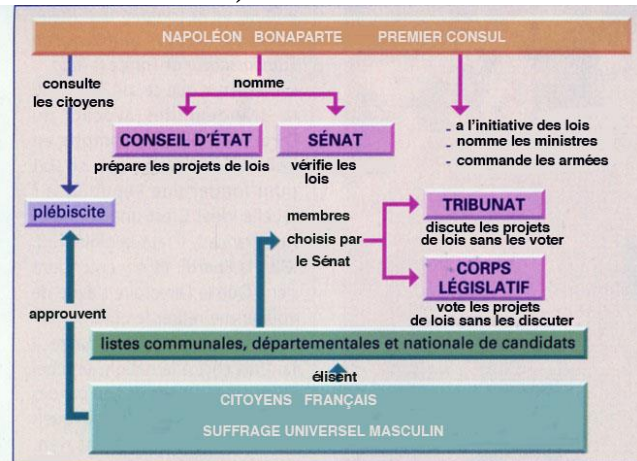 NAPOLÉON BONAPARTE PREMIER CONSUL
consulte
les citoyens
nomme
- a l'initiative des lois
- nomme les ministres
- commande les armées
CONSEIL D'ÉTAT
prépare les projets de lois
SÉNAT
vérifie les
lois
plébiscite
membres
choisis par
le Sénat
TRIBUNAT
discute les projets
de lois sans les voter
CORPS
LÉGISLATIF
vote les projets
de lois sans les discuter
approuvent
listes communales, départementales et nationale de candidats
élisent
CITOYENS FRANÇAIS
SUFFRAGE UNIVERSEL MASCULIN